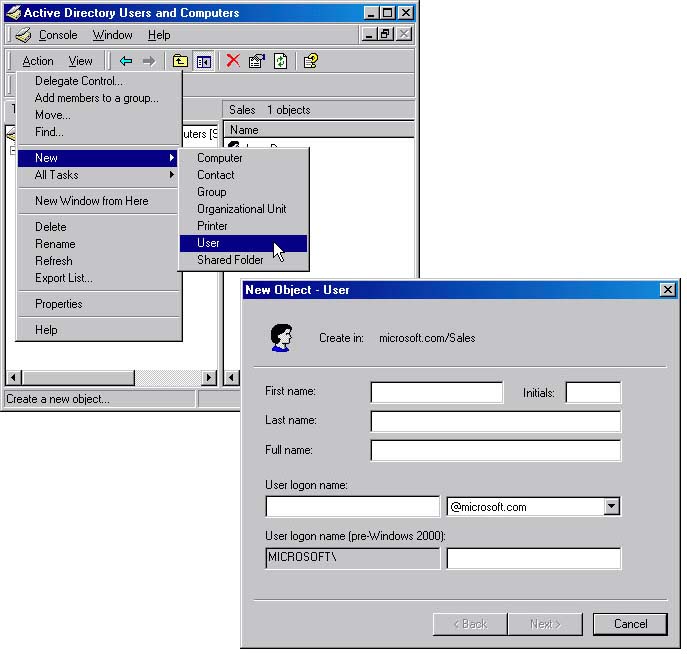 Active Directory Users and Computers
Console Window Help
Action View
Delegate Control...
Add members to a group...
Move...
Find...
New
All Tasks
New Window from Here
Delete
Rename
Refresh
Export List...
Properties
Help
Computer
Contact
Group
Organizational Unit
Printer
User
Shared Folder
Sales 1 objects
Name
Create a new object...
New Object - User
Create in: microsoft.com/Sales
First name: Initials:
Last name:
Full name:
User logon name:
@microsoft.com
User logon name (pre-Windows 2000):
MICROSOFT\
< Back Next > Cancel